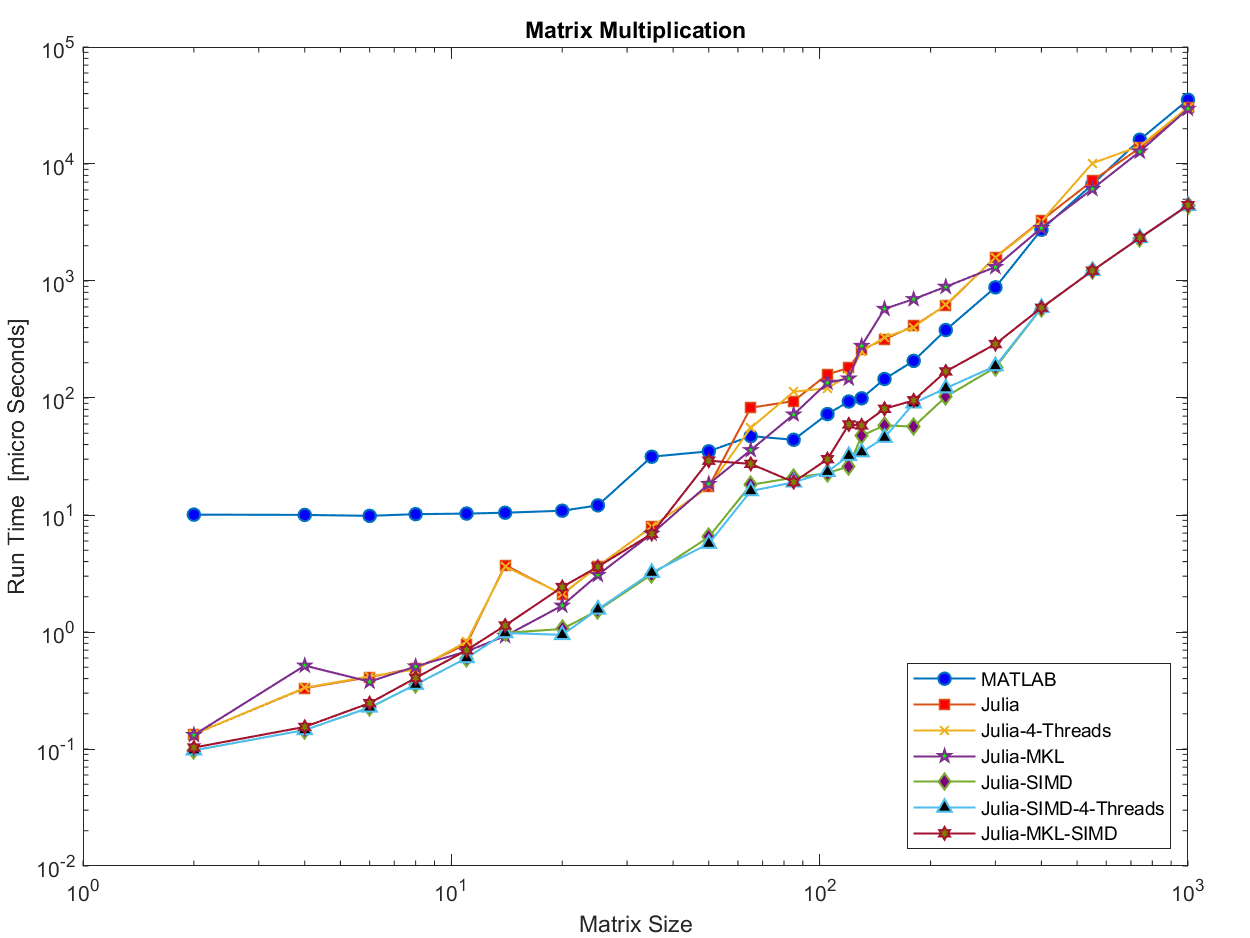 Matrix Multiplication
10^5
10^4
10^3
10^2
10^1
10^0
10^-1
10^-2
Run Time [micro Seconds]
10^0 10^1 10^2 10^3
Matrix Size
MATLAB
Julia
Julia-4-Threads
Julia-MKL
Julia-SIMD
Julia-SIMD-4-Threads
Julia-MKL-SIMD